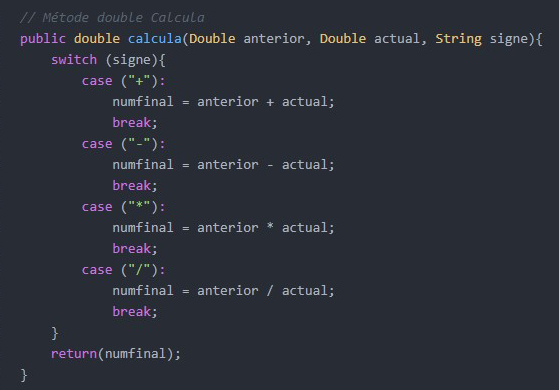 // Métode double Calcula
public double calcula(Double anterior, Double actual, String signe){
    switch (signe){
        case ("+"):
            numfinal = anterior + actual;
            break;
        case ("-"):
            numfinal = anterior - actual;
            break;
        case ("*"):
            numfinal = anterior * actual;
            break;
        case ("/"):
            numfinal = anterior / actual;
            break;
    }
    return(numfinal);
}